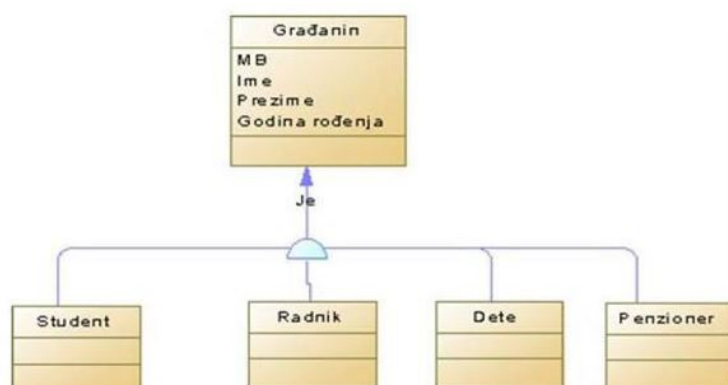 Građanin
MB
Ime
Prezime
Godina rođenja
Je
Student
Radnik
Dete
Penzioner